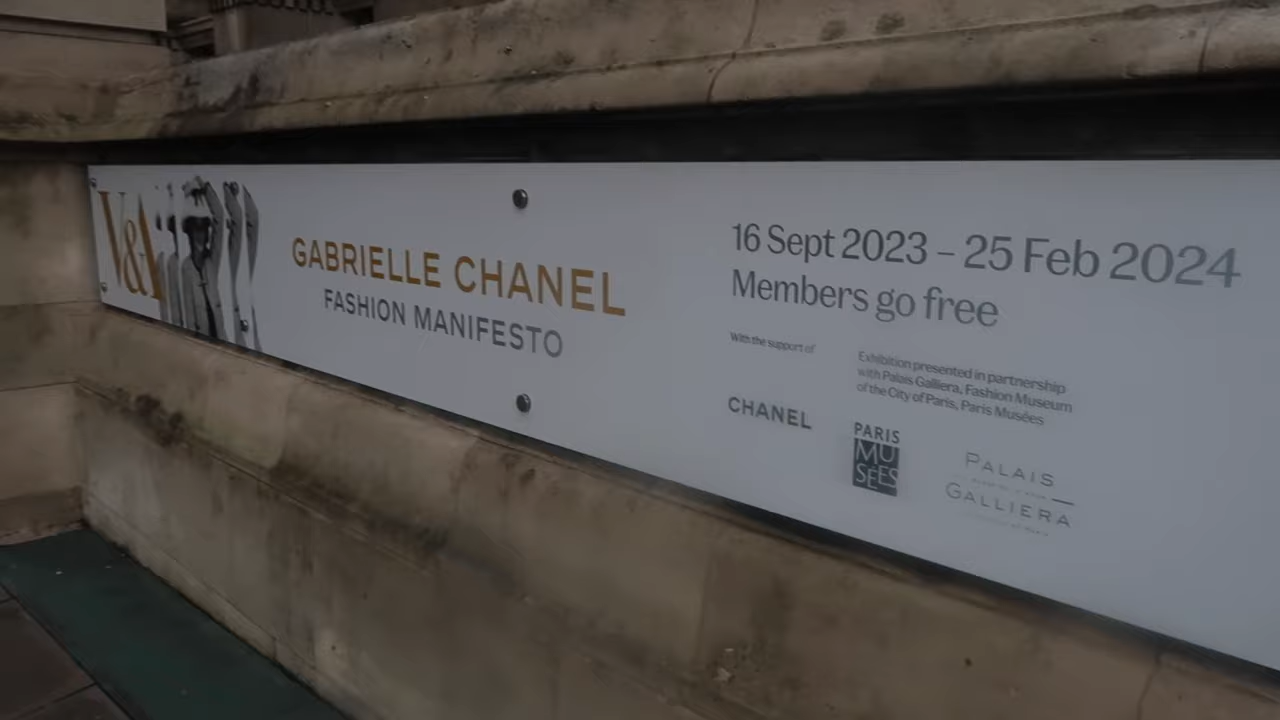 V&A
GABRIELLE CHANEL
FASHION MANIFESTO
16 Sept 2023 – 25 Feb 2024
Members go free
With the support of
CHANEL
Exhibition presented in partnership
with Palais Galliera, Fashion Museum
of the City of Paris, Paris Musées
PARIS
MU
SÉES
PALAIS
GALLIERA